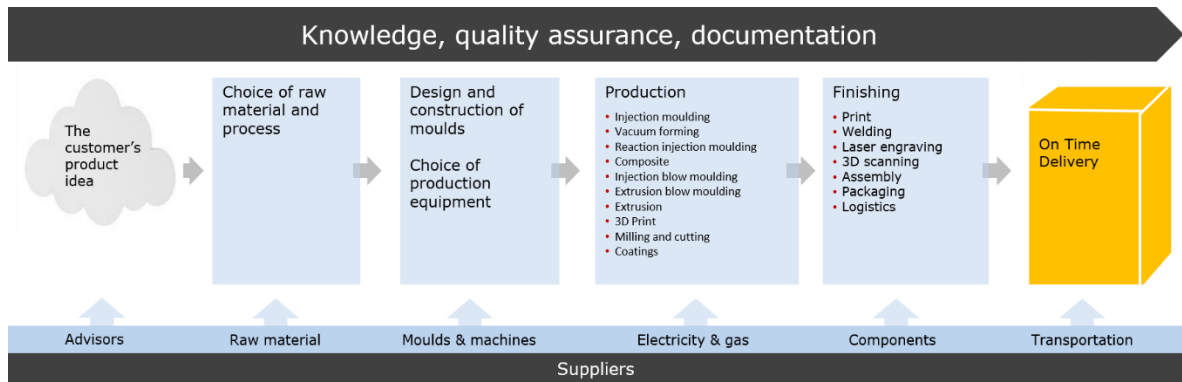 Knowledge, quality assurance, documentation
The
customer's
product
idea
Choice of raw
material and
process
Design and
construction of
moulds
Choice of
production
equipment
Production
• Injection moulding
• Vacuum forming
• Reaction injection moulding
• Composite
• Injection blow moulding
• Extrusion blow moulding
• Extrusion
• 3D Print
• Milling and cutting
• Coatings
Finishing
• Print
• Welding
• Laser engraving
• 3D scanning
• Assembly
• Packaging
• Logistics
On Time
Delivery
Advisors
Raw material
Moulds & machines
Electricity & gas
Components
Transportation
Suppliers